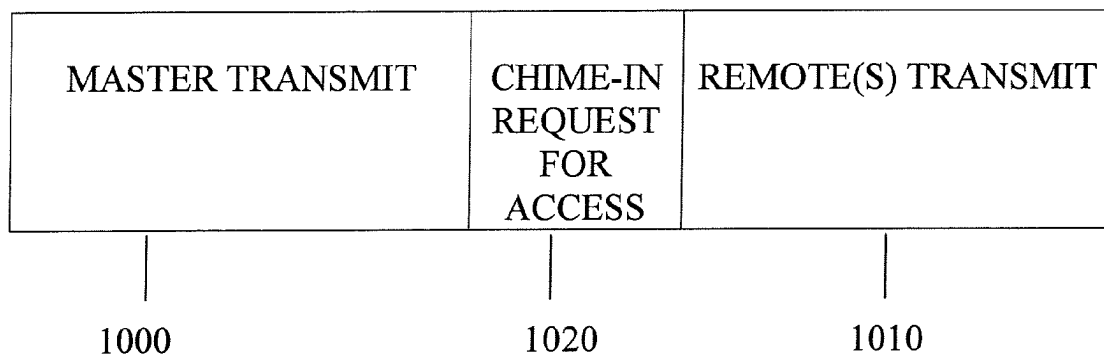 MASTER TRANSMIT
CHIME-IN
REQUEST
FOR
ACCESS
REMOTE(S) TRANSMIT
1000
1020
1010